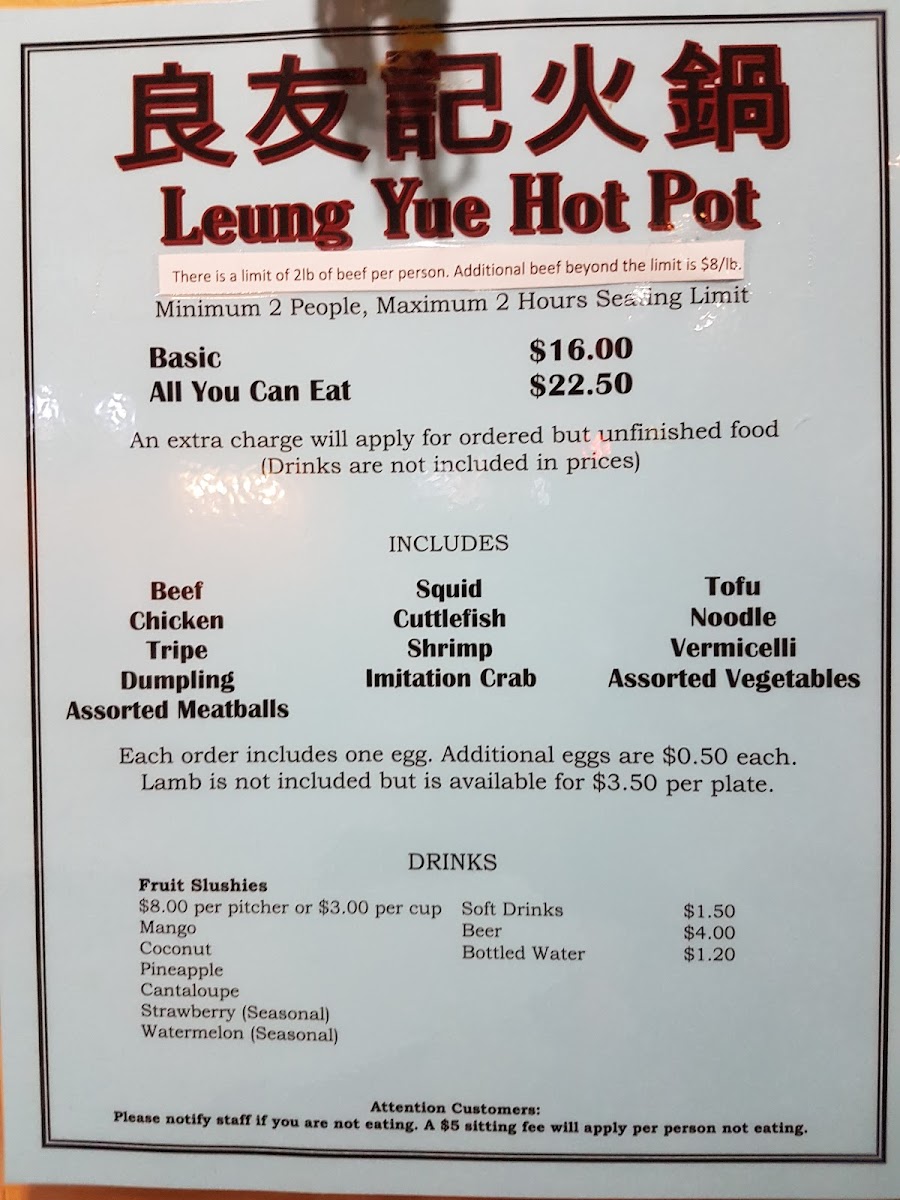 良友記火鍋
Leung Yue Hot Pot
There is a limit of 2lb of beef per person. Additional beef beyond the limit is $8/lb.
Minimum 2 People, Maximum 2 Hours Seating Limit
Basic $16.00
All You Can Eat $22.50
An extra charge will apply for ordered but unfinished food
(Drinks are not included in prices)
INCLUDES
Beef Squid Tofu
Chicken Cuttlefish Noodle
Tripe Shrimp Vermicelli
Dumpling Imitation Crab Assorted Vegetables
Assorted Meatballs
Each order includes one egg. Additional eggs are $0.50 each.
Lamb is not included but is available for $3.50 per plate.
DRINKS
Fruit Slushies
$8.00 per pitcher or $3.00 per cup Soft Drinks $1.50
Mango Beer $4.00
Coconut Bottled Water $1.20
Pineapple
Cantaloupe
Strawberry (Seasonal)
Watermelon (Seasonal)
Attention Customers:
Please notify staff if you are not eating. A $5 sitting fee will apply per person not eating.